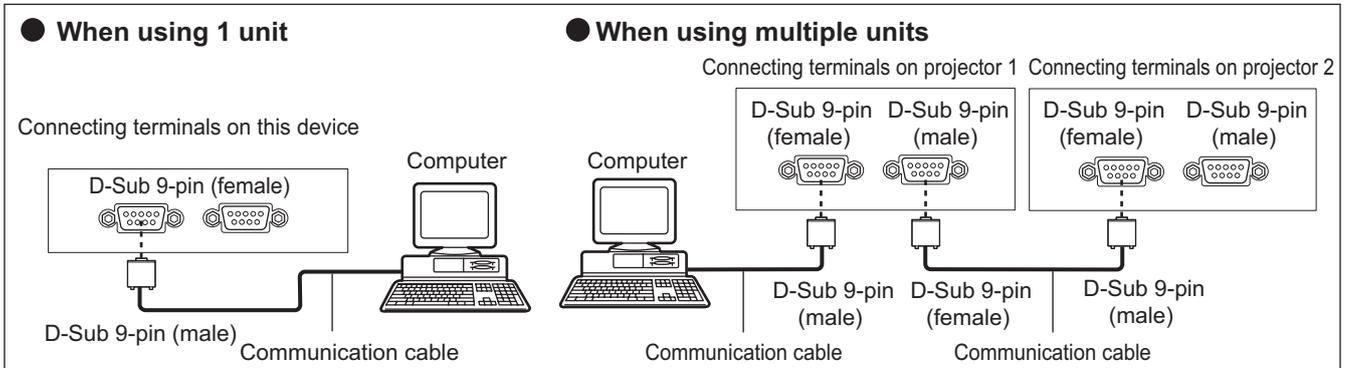 ● When using 1 unit
Connecting terminals on this device
D-Sub 9-pin (female)
Computer
D-Sub 9-pin (male)
Communication cable
● When using multiple units
Connecting terminals on projector 1
Connecting terminals on projector 2
D-Sub 9-pin
(female)
D-Sub 9-pin
(male)
D-Sub 9-pin
(female)
D-Sub 9-pin
(male)
Computer
D-Sub 9-pin
(male)
D-Sub 9-pin
(female)
D-Sub 9-pin
(male)
Communication cable
Communication cable